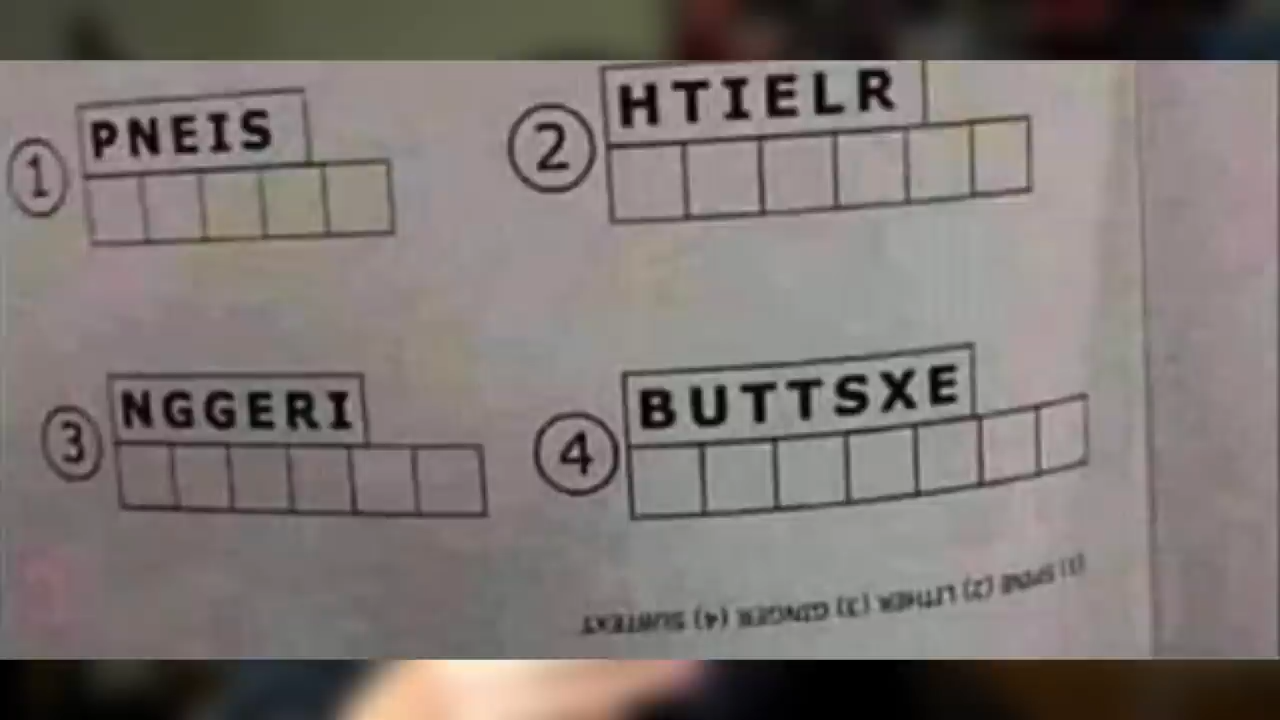 1 PNEIS
2 HTIELR
3 NGGERI
4 BUTTSXE
(1) SPINE (2) LITHER (3) GINGER (4) SUBTEXT